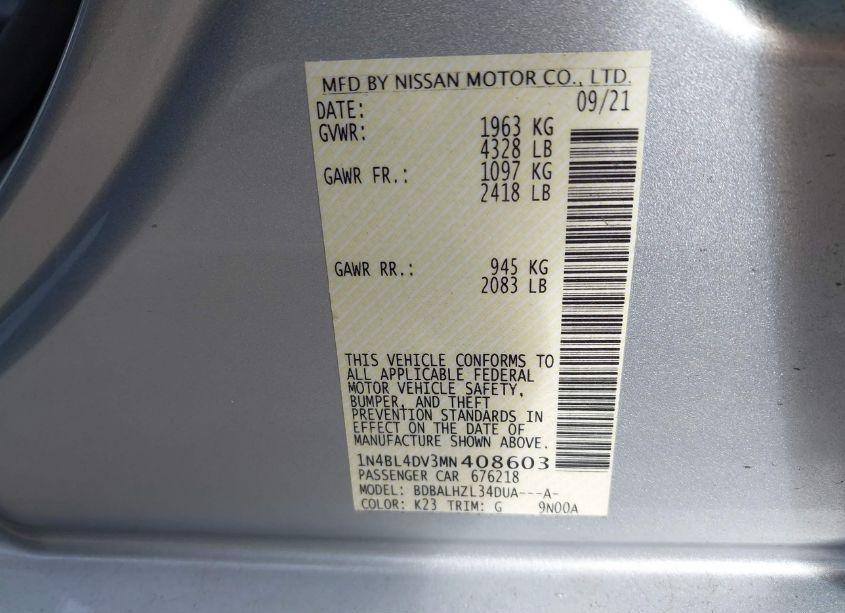 MFD BY NISSAN MOTOR CO., LTD.
DATE: 09/21
GVWR: 1963 KG
4328 LB
GAWR FR.: 1097 KG
2418 LB
GAWR RR.: 945 KG
2083 LB
THIS VEHICLE CONFORMS TO
ALL APPLICABLE FEDERAL
MOTOR VEHICLE SAFETY,
BUMPER, AND THEFT
PREVENTION STANDARDS IN
EFFECT ON THE DATE OF
MANUFACTURE SHOWN ABOVE.
1N4BL4DV3MN408603
PASSENGER CAR 676218
MODEL: BDBALHZL34DUA---A-
COLOR: K23 TRIM: G 9N00A